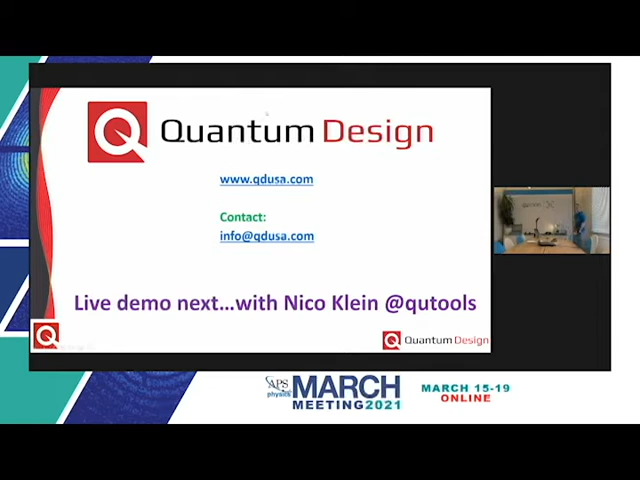 Quantum Design
www.qdusa.com
Contact:
info@qdusa.com
Live demo next...with Nico Klein @qutools
Quantum Design
APS
physics
MARCH
MEETING2021
MARCH 15-19
ONLINE